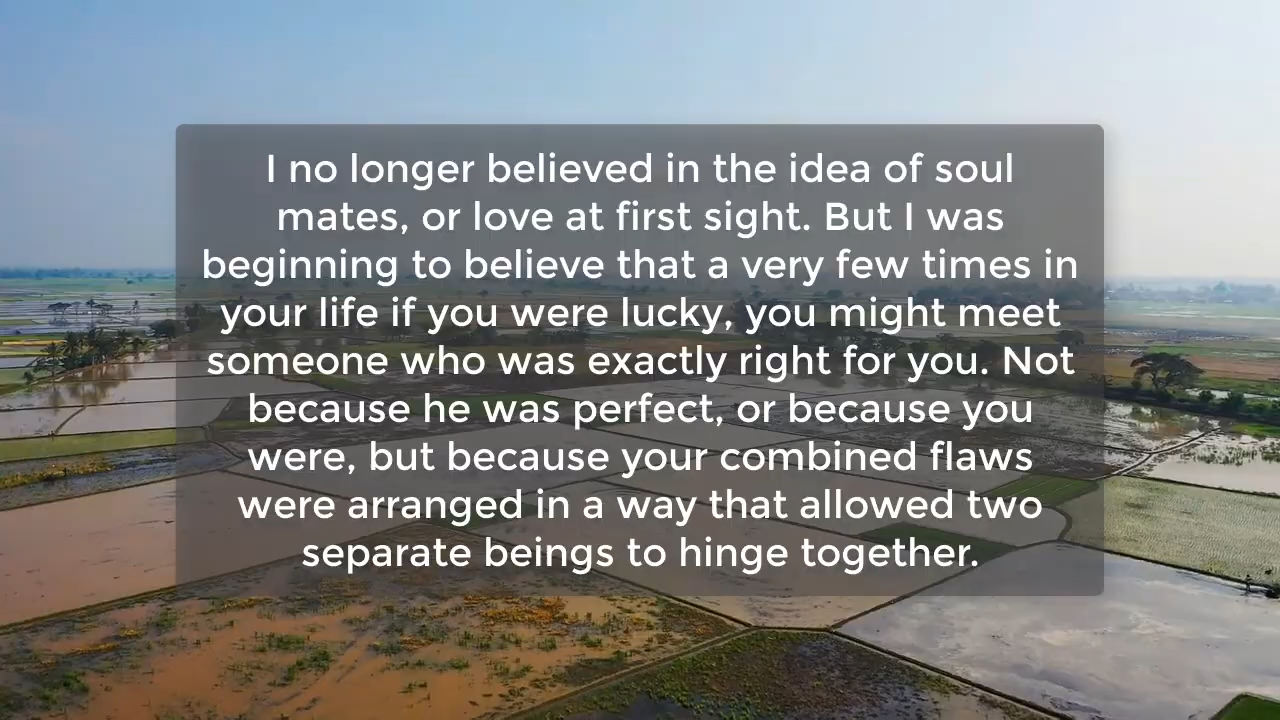 I no longer believed in the idea of soul
mates, or love at first sight. But I was
beginning to believe that a very few times in
your life if you were lucky, you might meet
someone who was exactly right for you. Not
because he was perfect, or because you
were, but because your combined flaws
were arranged in a way that allowed two
separate beings to hinge together.